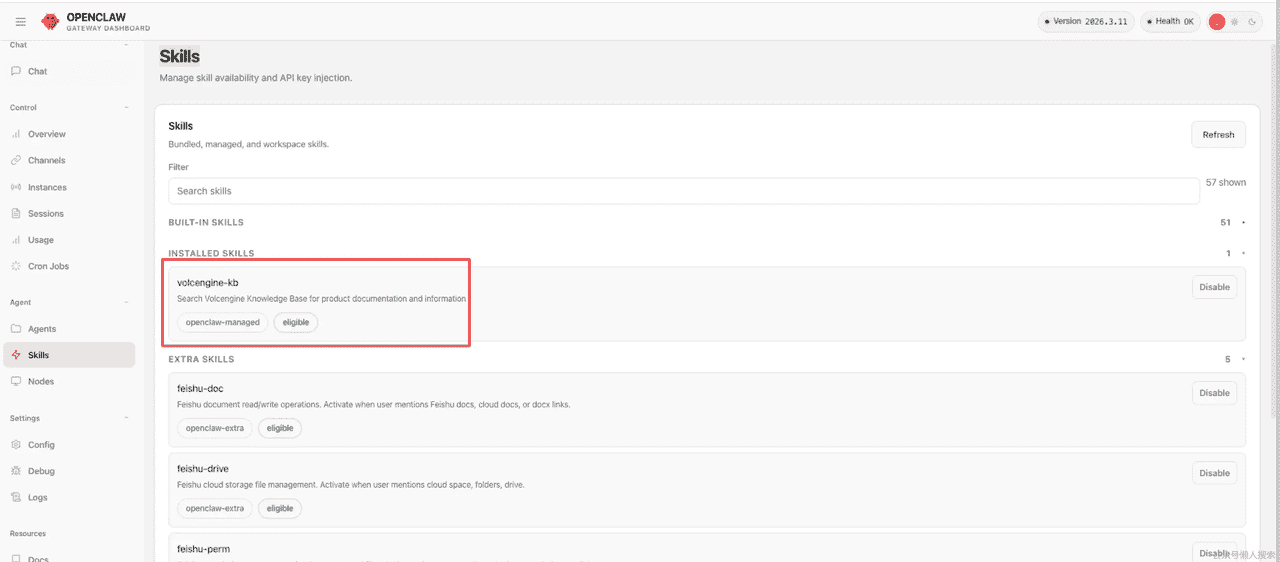 OPENCLAW
GATEWAY DASHBOARD
Version 2026.3.11
Health OK
Chat
Chat
Control
Overview
Channels
Instances
Sessions
Usage
Cron Jobs
Agent
Agents
Skills
Nodes
Settings
Config
Debug
Logs
Resources
Docs
Skills
Manage skill availability and API key injection.
Skills
Bundled, managed, and workspace skills.
Refresh
Filter
Search skills
57 shown
BUILT-IN SKILLS
51
INSTALLED SKILLS
1
volcengine-kb
Search Volcengine Knowledge Base for product documentation and information
openclaw-managed
eligible
Disable
EXTRA SKILLS
5
feishu-doc
Feishu document read/write operations. Activate when user mentions Feishu docs, cloud docs, or docx links.
openclaw-extra
eligible
Disable
feishu-drive
Feishu cloud storage file management. Activate when user mentions cloud space, folders, drive.
openclaw-extra
eligible
Disable
feishu-perm
Disable
懒人搜索